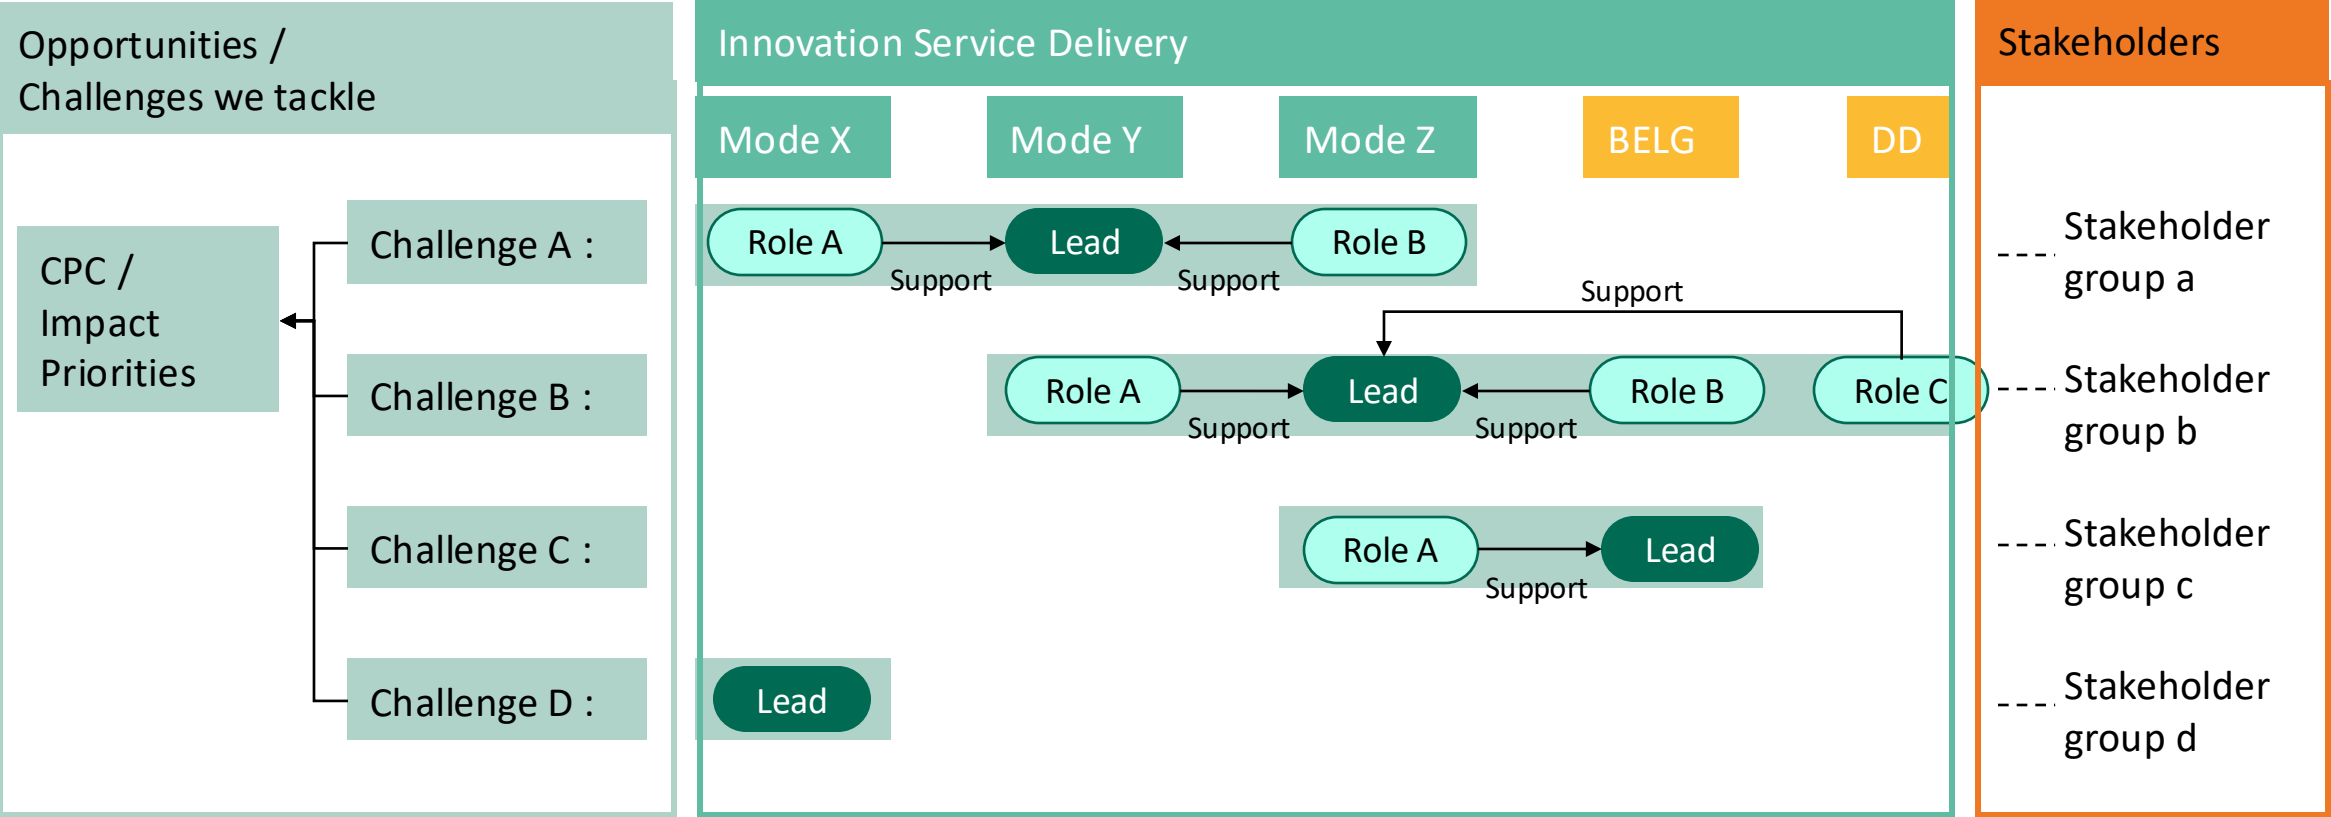 Opportunities /
Challenges we tackle
CPC /
Impact
Priorities
Challenge A :
Challenge B :
Challenge C :
Challenge D :
Innovation Service Delivery
Mode X
Mode Y
Mode Z
BELG
DD
Role A
Support
Lead
Support
Role B
Support
Role A
Support
Lead
Support
Role B
Role C
Role A
Support
Lead
Lead
Stakeholders
Stakeholder
group a
Stakeholder
group b
Stakeholder
group c
Stakeholder
group d